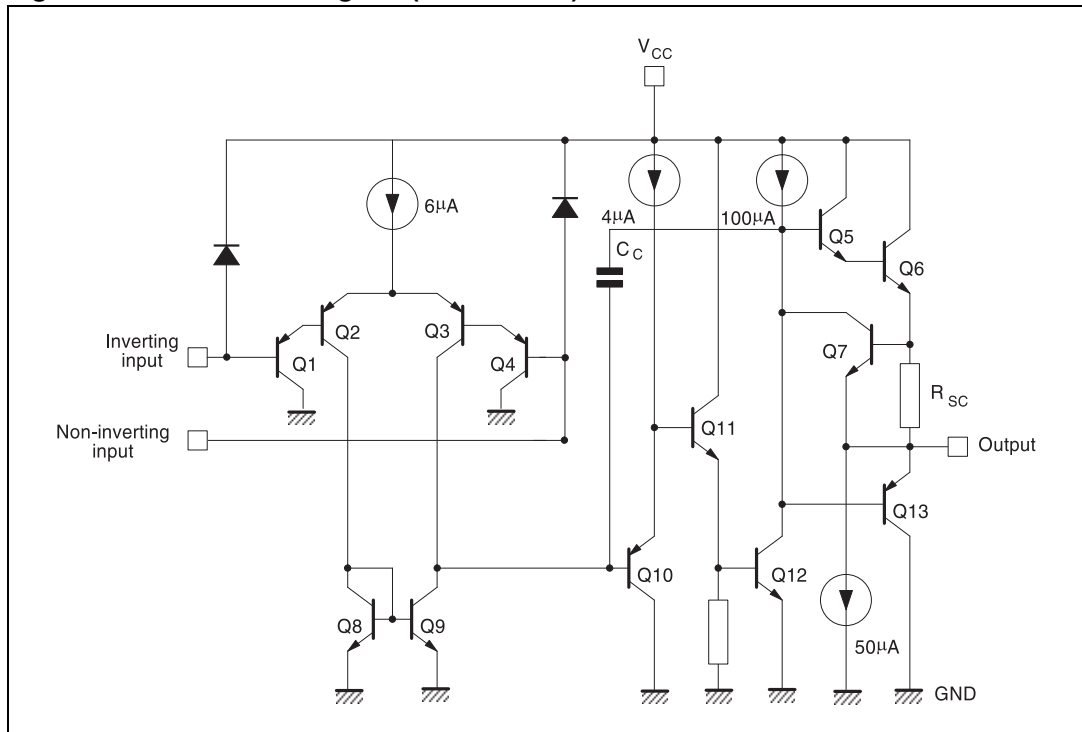 V CC
6µA
4µA
100µA
C C
Q5
Q6
Inverting
input
Q1
Q2
Q3
Q4
Q7
R SC
Non-inverting
input
Q11
Output
Q13
Q10
Q12
Q8
Q9
50µA
GND